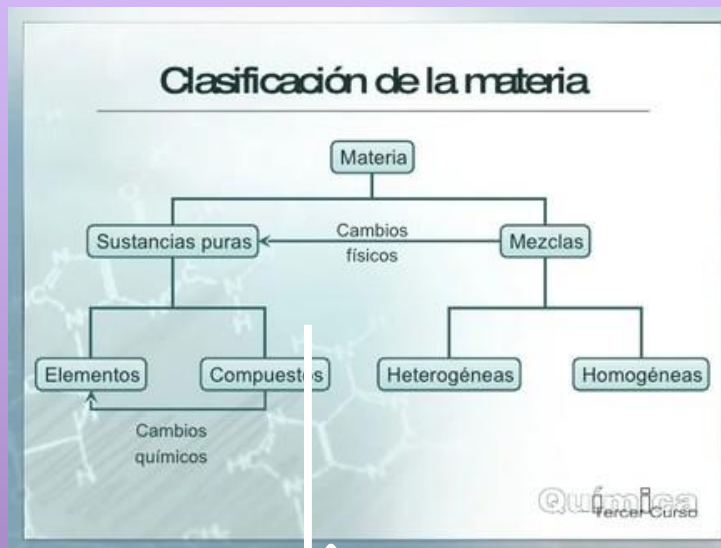 Clasificación de la materia
Materia
Sustancias puras
Cambios
físicos
Mezclas
Elementos
Compuestos
Heterogéneas
Homogéneas
Cambios
químicos
Química
Tercer Curso